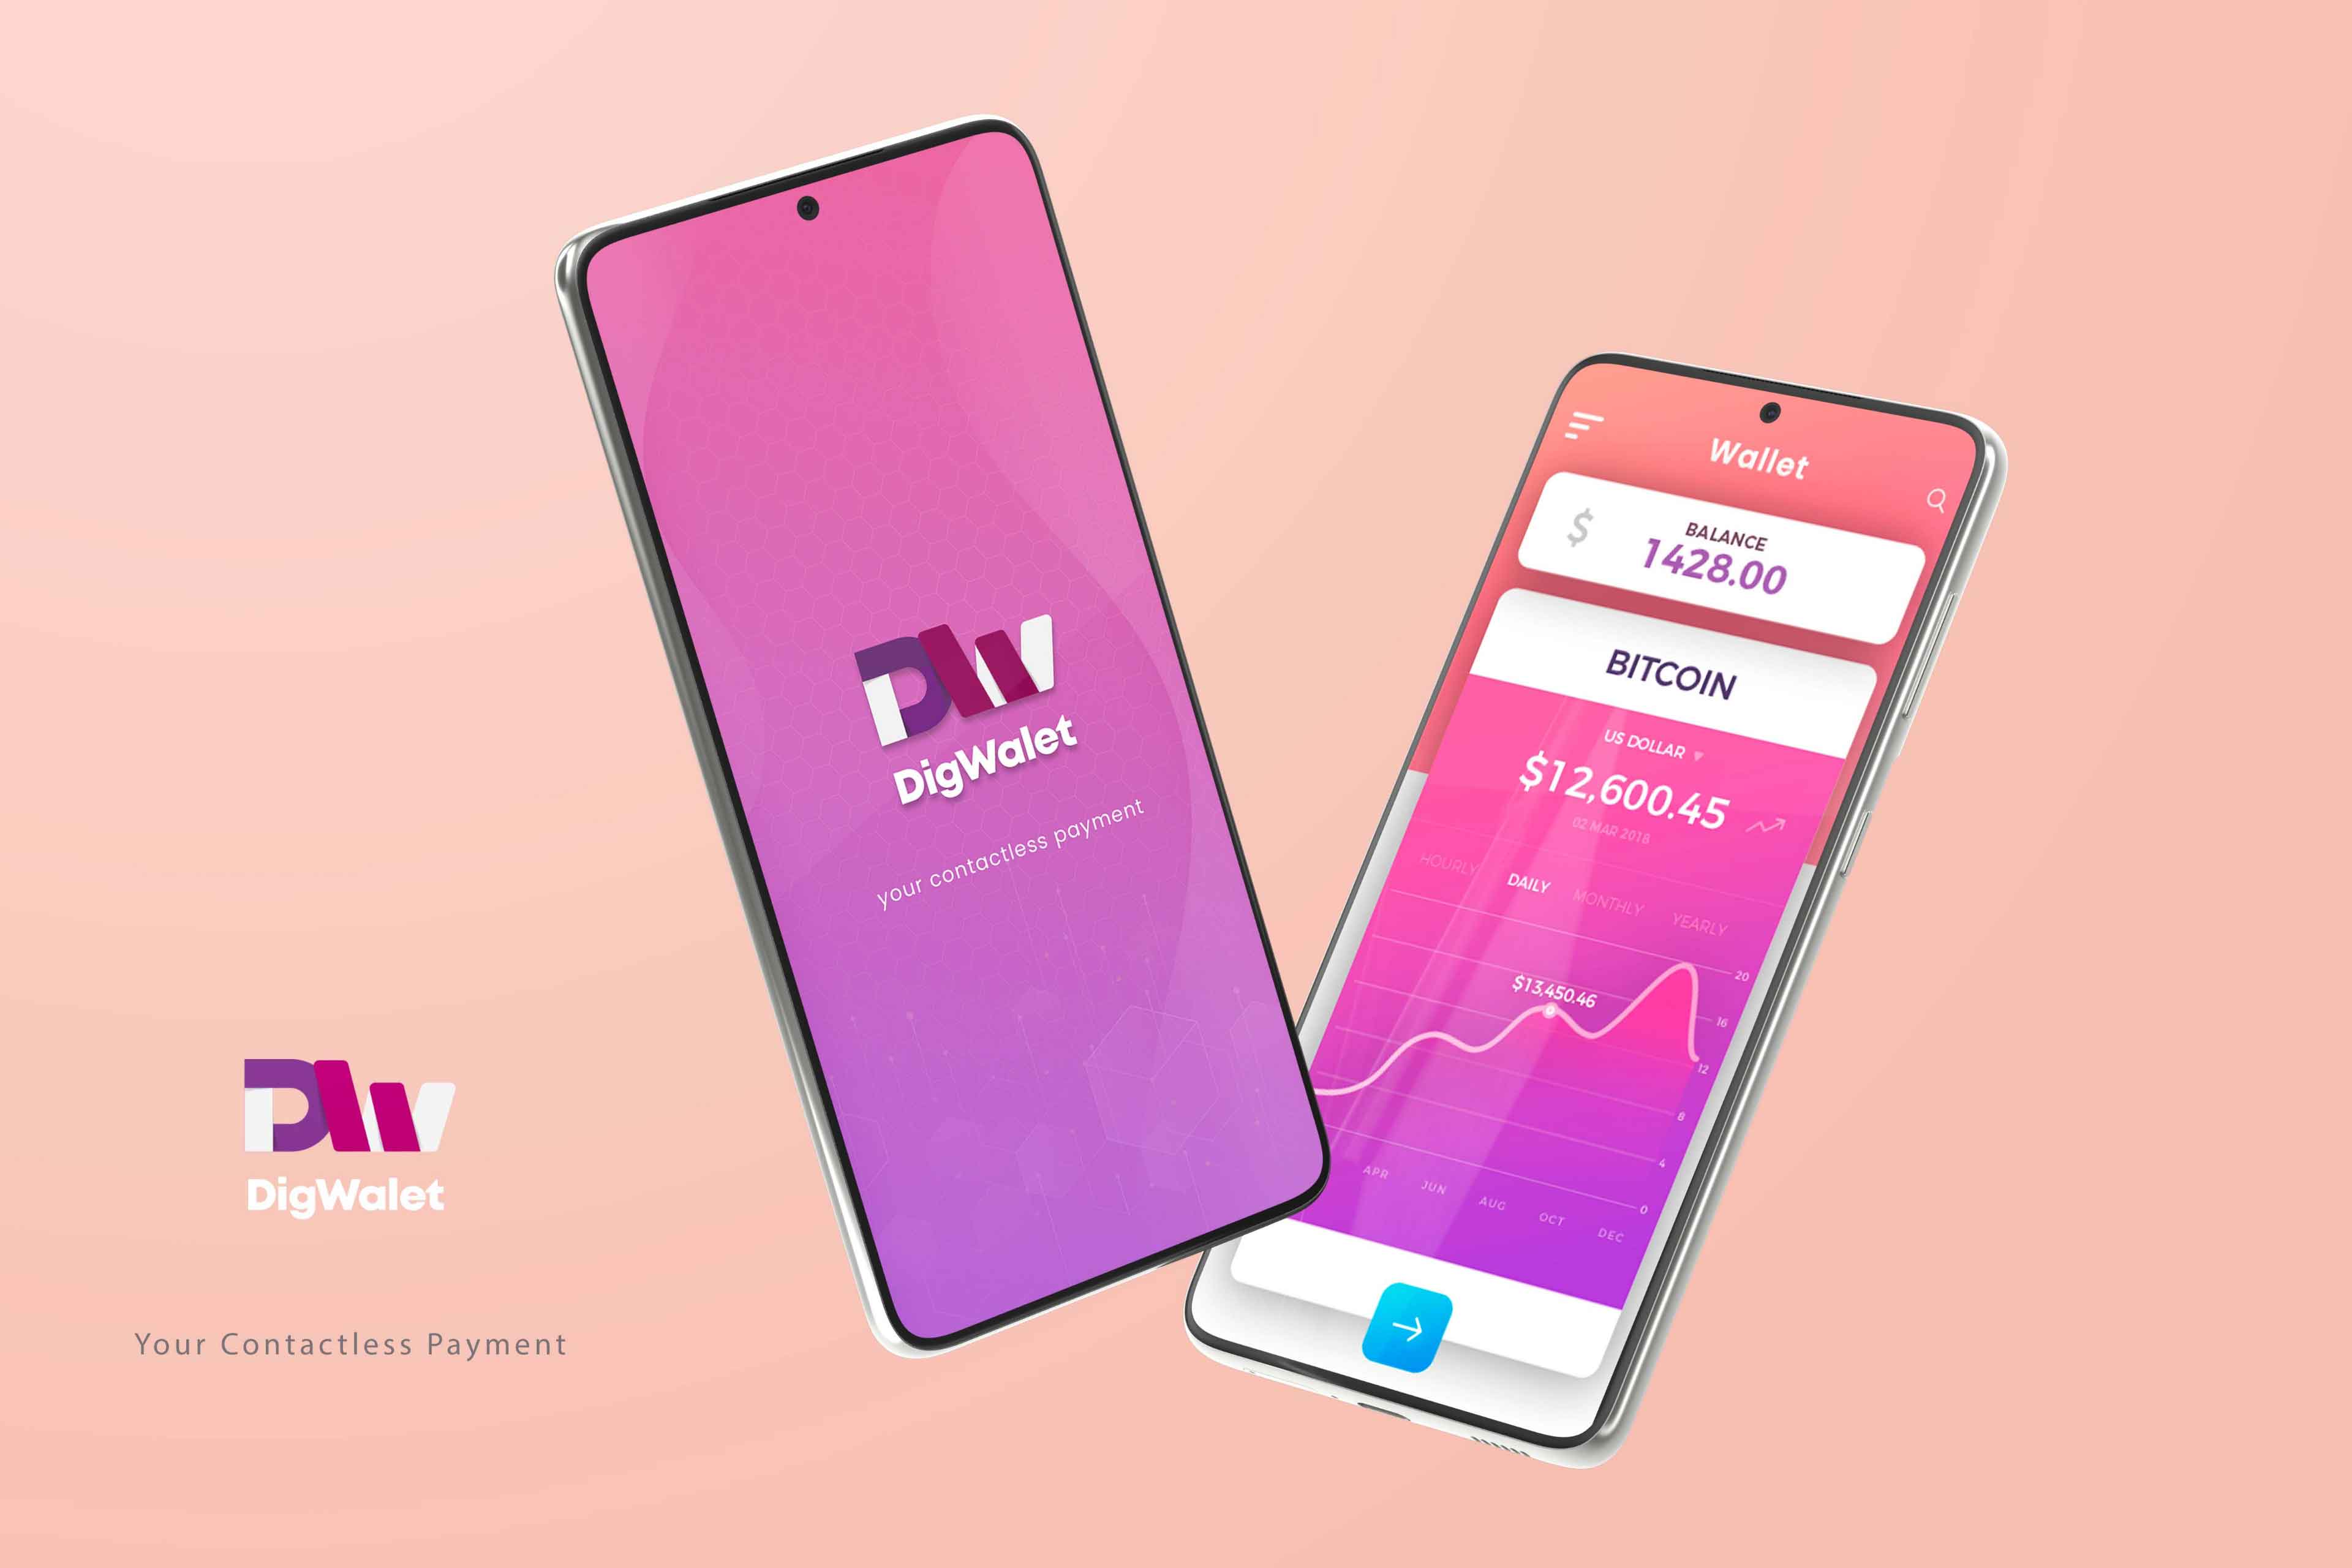 DW
DigWalet
your contactless payment
Wallet
$
BALANCE
1428.00
BITCOIN
US DOLLAR
$12,600.45
02 MAR 2018
HOURLY DAILY MONTHLY YEARLY
$13,450.46
20
16
12
8
4
0
APR JUN AUG OCT DEC
DW
DigWalet
Your Contactless Payment